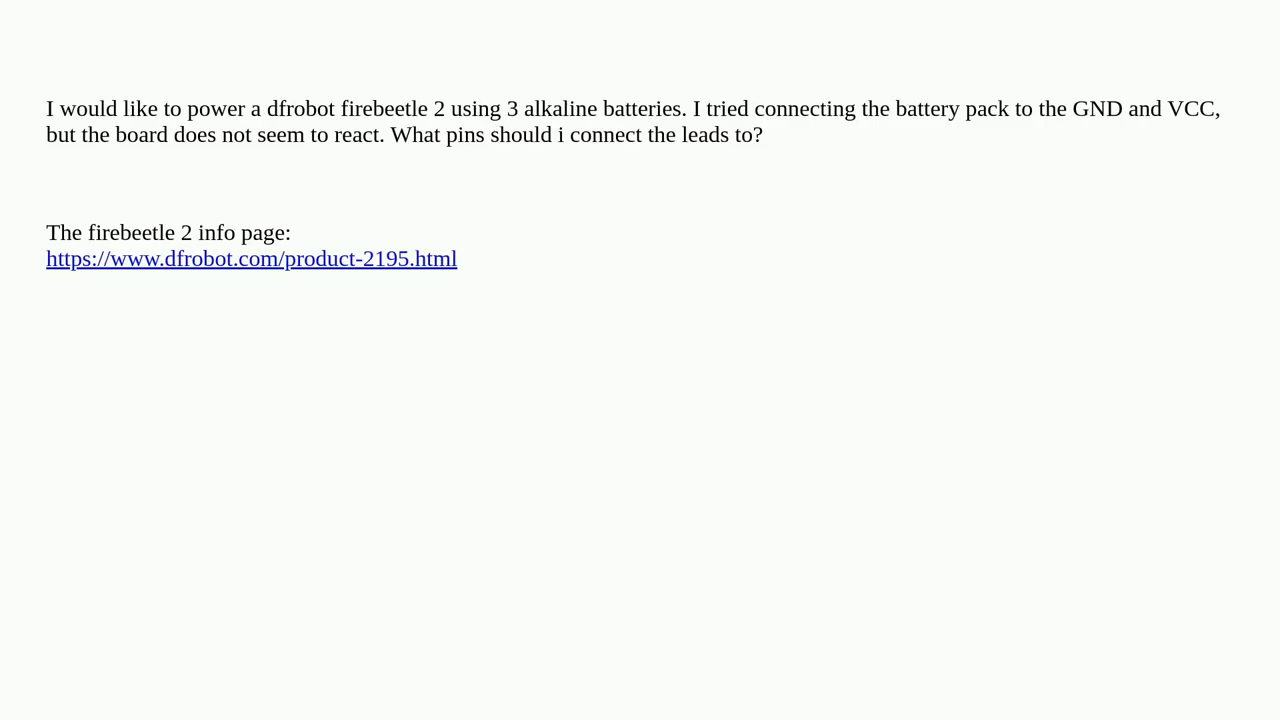 I would like to power a dfrobot firebeetle 2 using 3 alkaline batteries. I tried connecting the battery pack to the GND and VCC,
but the board does not seem to react. What pins should i connect the leads to?
The firebeetle 2 info page:
https://www.dfrobot.com/product-2195.html